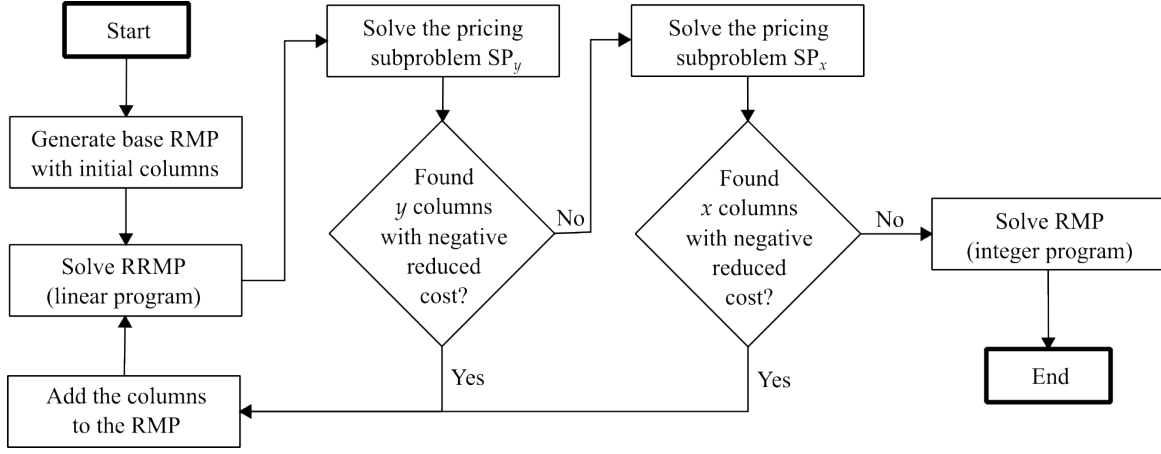 Start
Generate base RMP
with initial columns
Solve RRMP
(linear program)
Add the columns
to the RMP
Solve the pricing
subproblem SPy
Found
y columns
with negative
reduced
cost?
No
Yes
Solve the pricing
subproblem SPx
Found
x columns
with negative
reduced
cost?
No
Yes
Solve RMP
(integer program)
End